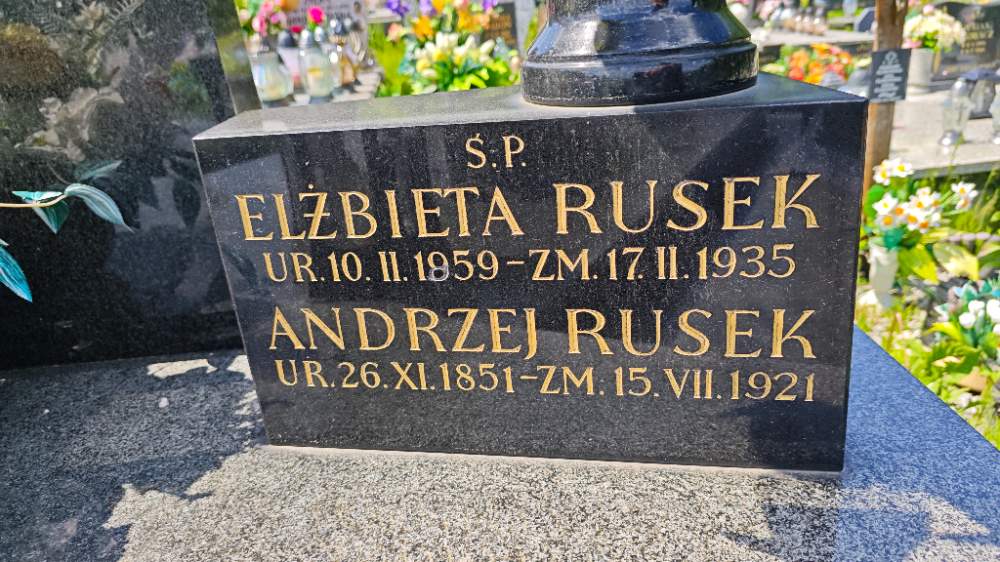 Ś.P.
ELŻBIETA RUSEK
UR. 10. II. 1959 – ZM. 17. II. 1935
ANDRZEJ RUSEK
UR. 26. XI. 1851 – ZM. 15. VII. 1921